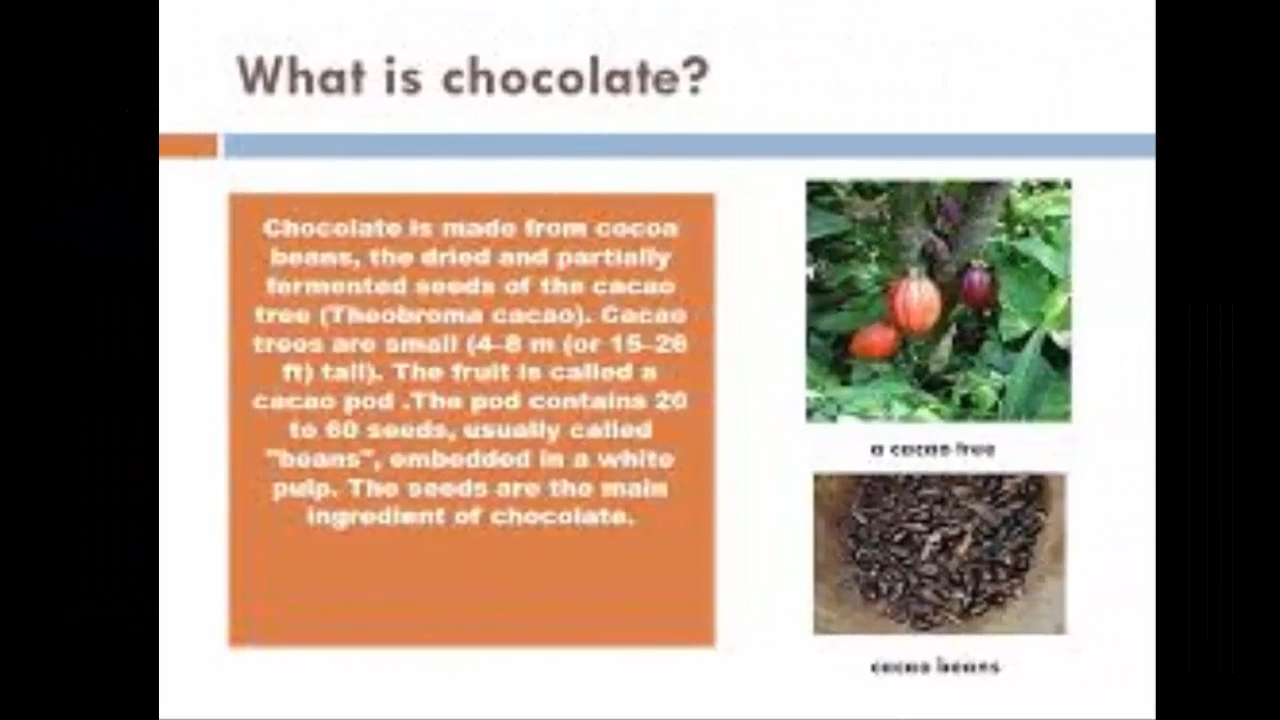 What is chocolate?
Chocolate is made from cocoa
beans, the dried and partially
fermented seeds of the cacao
tree (Theobroma cacao). Cacao
trees are small (4–8 m (or 15–26
ft) tall). The fruit is called a
cacao pod .The pod contains 20
to 60 seeds, usually called
"beans", embedded in a white
pulp. The seeds are the main
ingredient of chocolate.
a cacao tree
cacao beans